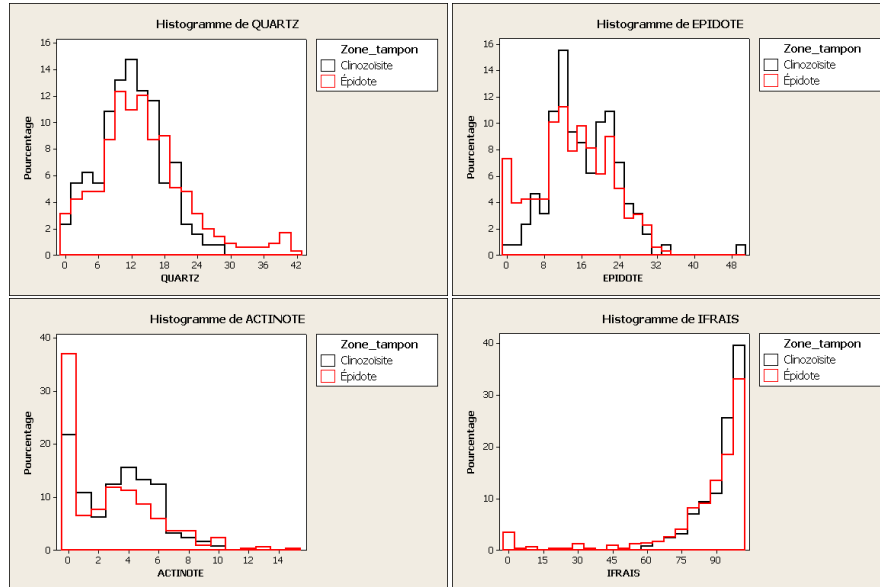 Histogramme de QUARTZ
Zone_tampon
Clinozoïsite
Épidote
Pourcentage
16
14
12
10
8
6
4
2
0
0 6 12 18 24 30 36 42
QUARTZ
Histogramme de EPIDOTE
Zone_tampon
Clinozoïsite
Épidote
Pourcentage
16
14
12
10
8
6
4
2
0
0 8 16 24 32 40 48
EPIDOTE
Histogramme de ACTINOTE
Zone_tampon
Clinozoïsite
Épidote
Pourcentage
40
30
20
10
0
0 2 4 6 8 10 12 14
ACTINOTE
Histogramme de IFRAIS
Zone_tampon
Clinozoïsite
Épidote
Pourcentage
40
30
20
10
0
0 15 30 45 60 75 90
IFRAIS